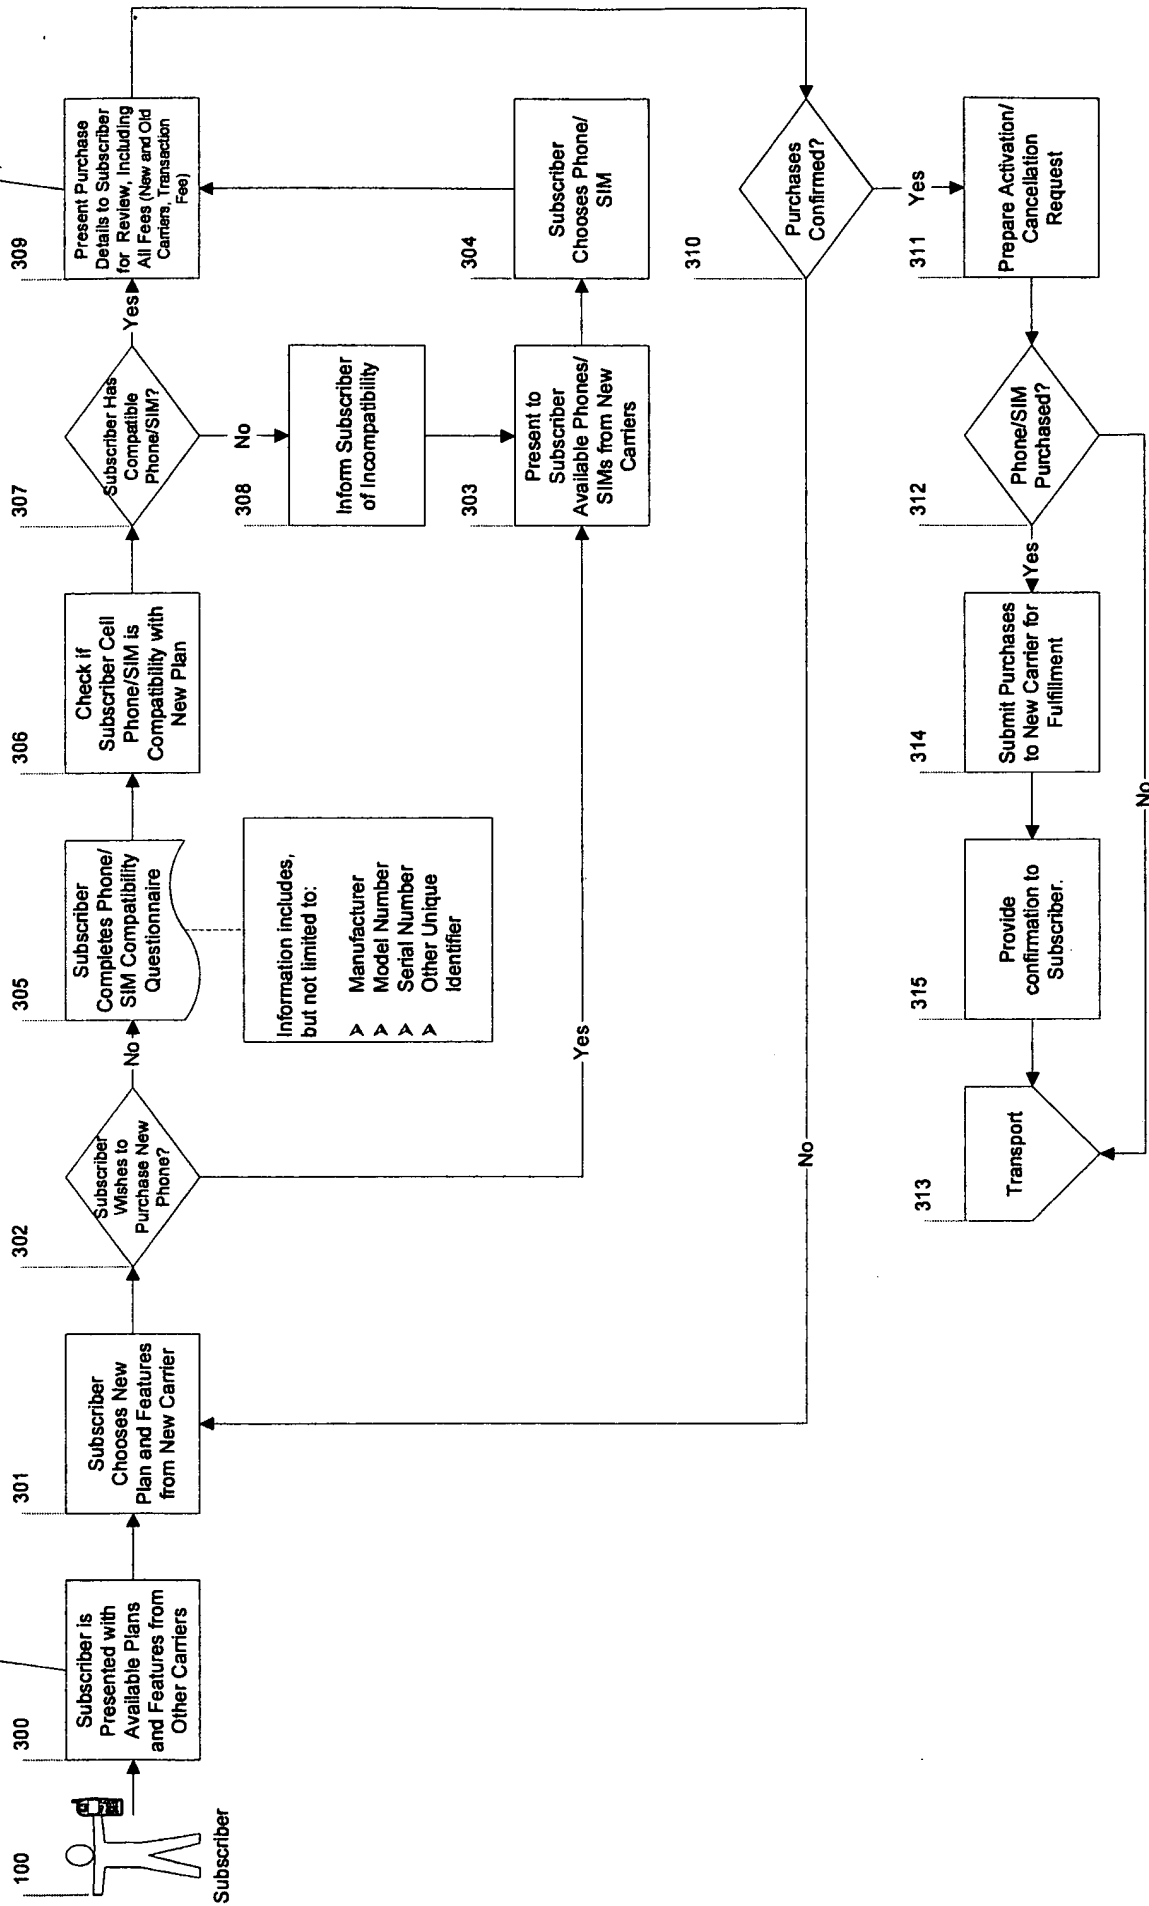 100
Subscriber
300
Subscriber is
Presented with
Available Plans
and Features from
Other Carriers
301
Subscriber
Chooses New
Plan and Features
from New Carrier
302
Subscriber
Wishes to
Purchase New
Phone?
No
Yes
305
Subscriber
Completes Phone/
SIM Compatibility
Questionnaire
Information includes,
but not limited to:
➤ Manufacturer
➤ Model Number
➤ Serial Number
➤ Other Unique
Identifier
306
Check if
Subscriber Cell
Phone/SIM is
Compatibility with
New Plan
307
Subscriber Has
Compatible
Phone/SIM?
Yes
No
308
Inform Subscriber
of Incompatibility
303
Present to
Subscriber
Available Phones/
SIMs from New
Carriers
304
Subscriber
Chooses Phone/
SIM
309
Present Purchase
Details to Subscriber
for Review, Including
All Fees (New and Old
Carriers, Transaction
Fee)
310
Purchases
Confirmed?
No
Yes
311
Prepare Activation/
Cancellation
Request
312
Phone/SIM
Purchased?
Yes
No
314
Submit Purchases
to New Carrier for
Fulfillment
315
Provide
confirmation to
Subscriber.
313
Transport